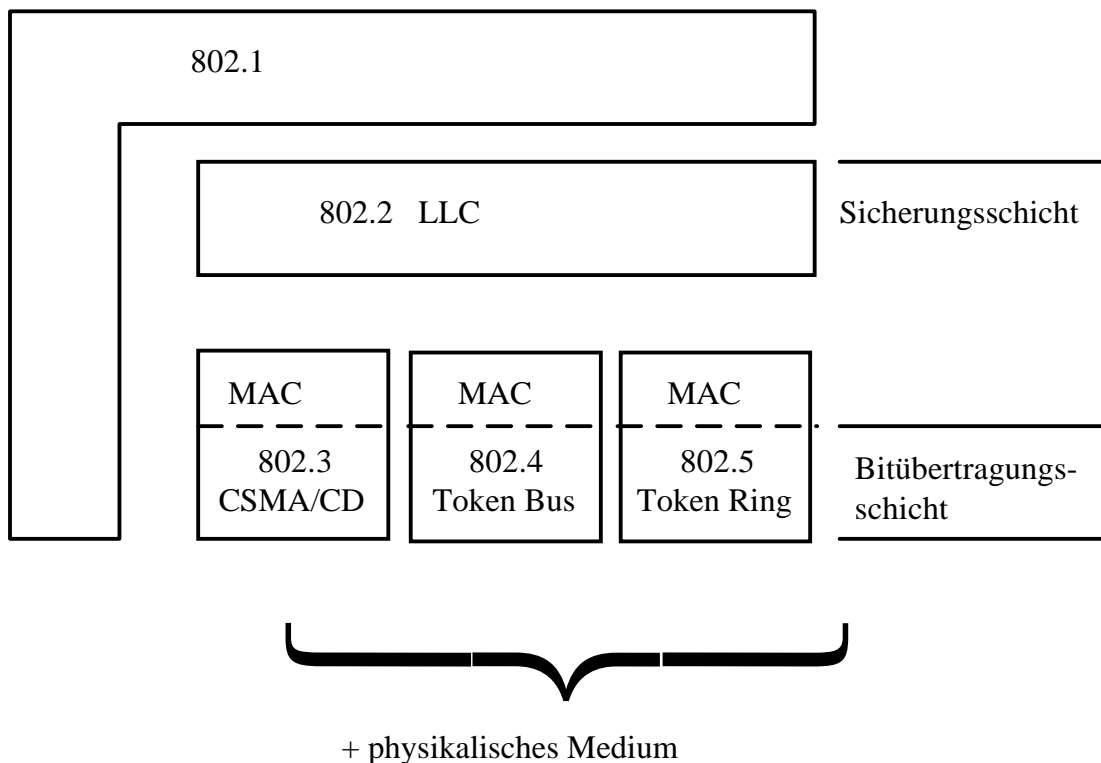 802.1
802.2 LLC
Sicherungsschicht
MAC
MAC
MAC
802.3
CSMA/CD
802.4
Token Bus
802.5
Token Ring
Bitübertragungs-
schicht
+ physikalisches Medium